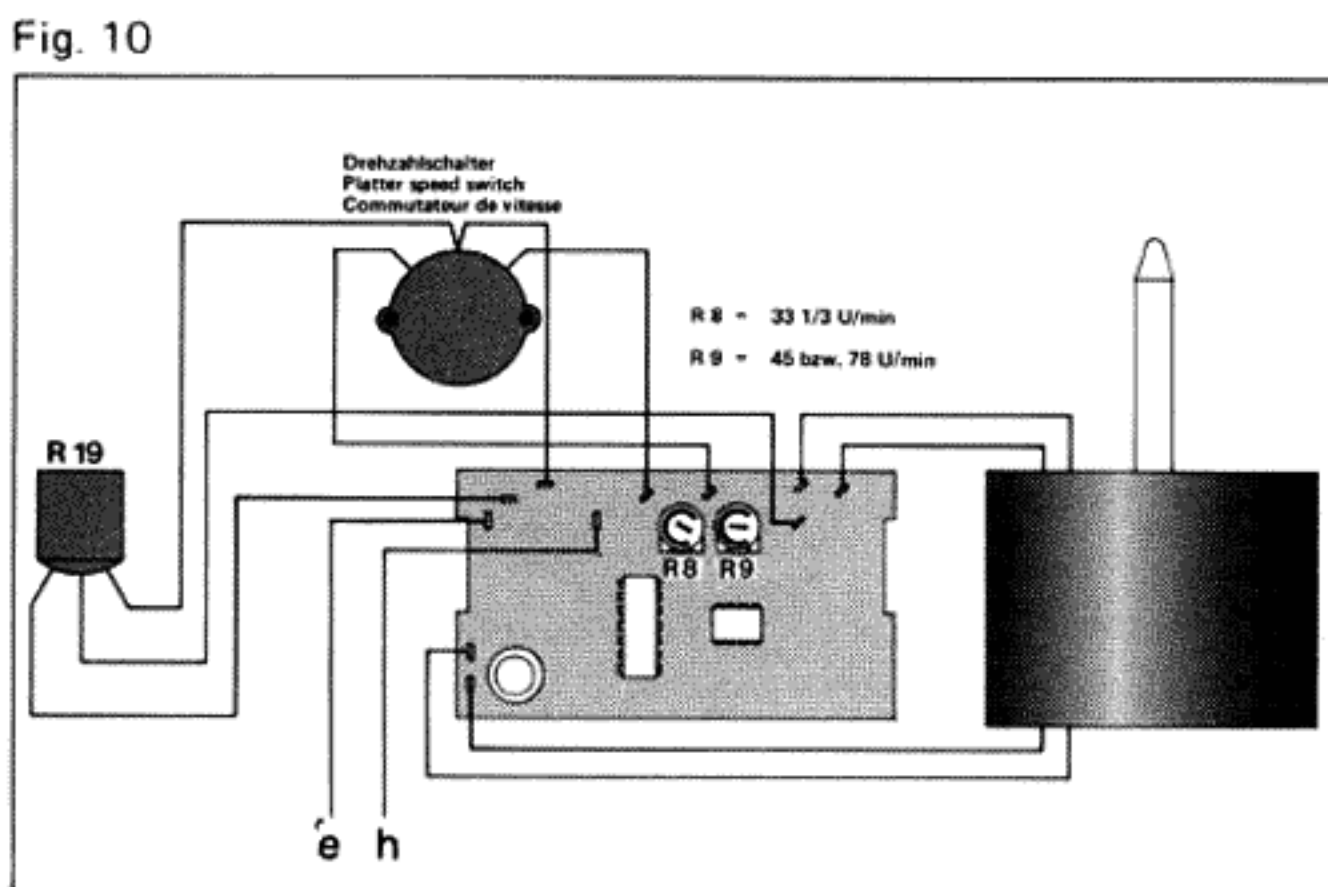 Fig. 10
Drehzahlschalter
Platter speed switch
Commutateur de vitesse
R 8 = 33 1/3 U/min
R 9 = 45 bzw. 78 U/min
R 19
R8 R9
e h